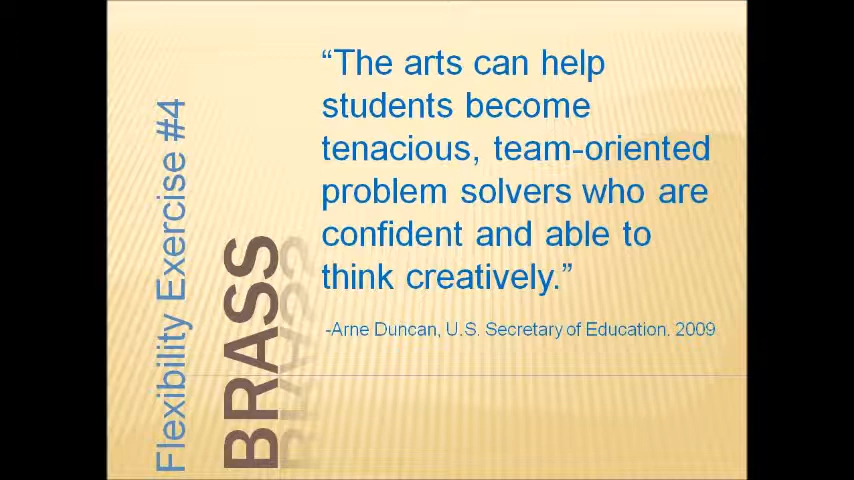 Flexibility Exercise #4
BRASS
“The arts can help
students become
tenacious, team-oriented
problem solvers who are
confident and able to
think creatively.”
-Arne Duncan, U.S. Secretary of Education. 2009